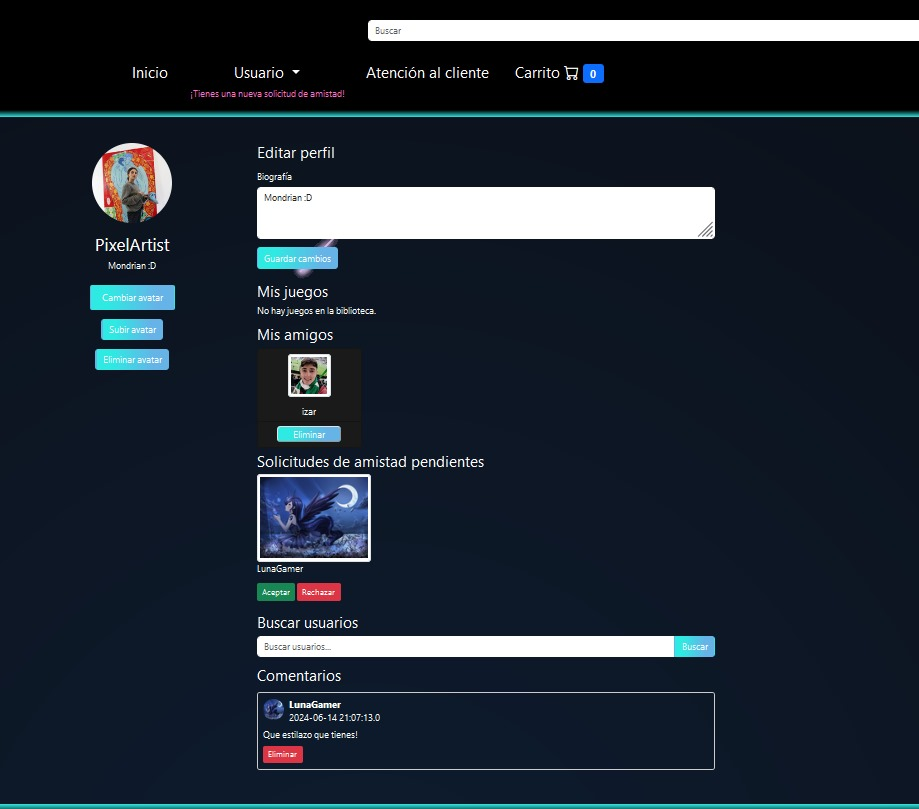 Buscar
Inicio
Usuario
Atención al cliente
Carrito 0
¡Tienes una nueva solicitud de amistad!
PixelArtist
Mondrian :D
Cambiar avatar
Subir avatar
Eliminar avatar
Editar perfil
Biografía
Mondrian :D
Guardar cambios
Mis juegos
No hay juegos en la biblioteca.
Mis amigos
izar
Eliminar
Solicitudes de amistad pendientes
LunaGamer
Aceptar Rechazar
Buscar usuarios
Buscar usuarios... Buscar
Comentarios
LunaGamer
2024-06-14 21:07:13.0
Que estilazo que tienes!
Eliminar